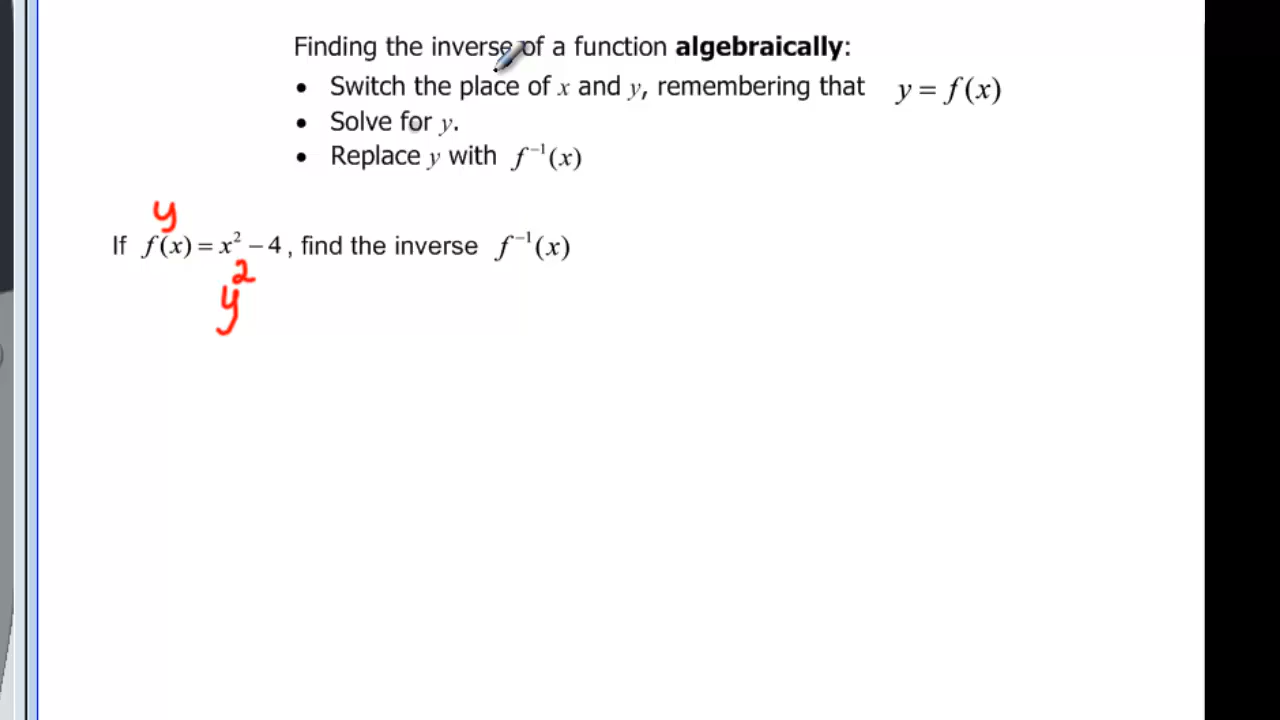 Finding the inverse of a function algebraically:
• Switch the place of x and y, remembering that y = f(x)
• Solve for y.
• Replace y with f⁻¹(x)
y
If f(x) = x² − 4, find the inverse f⁻¹(x)
y²